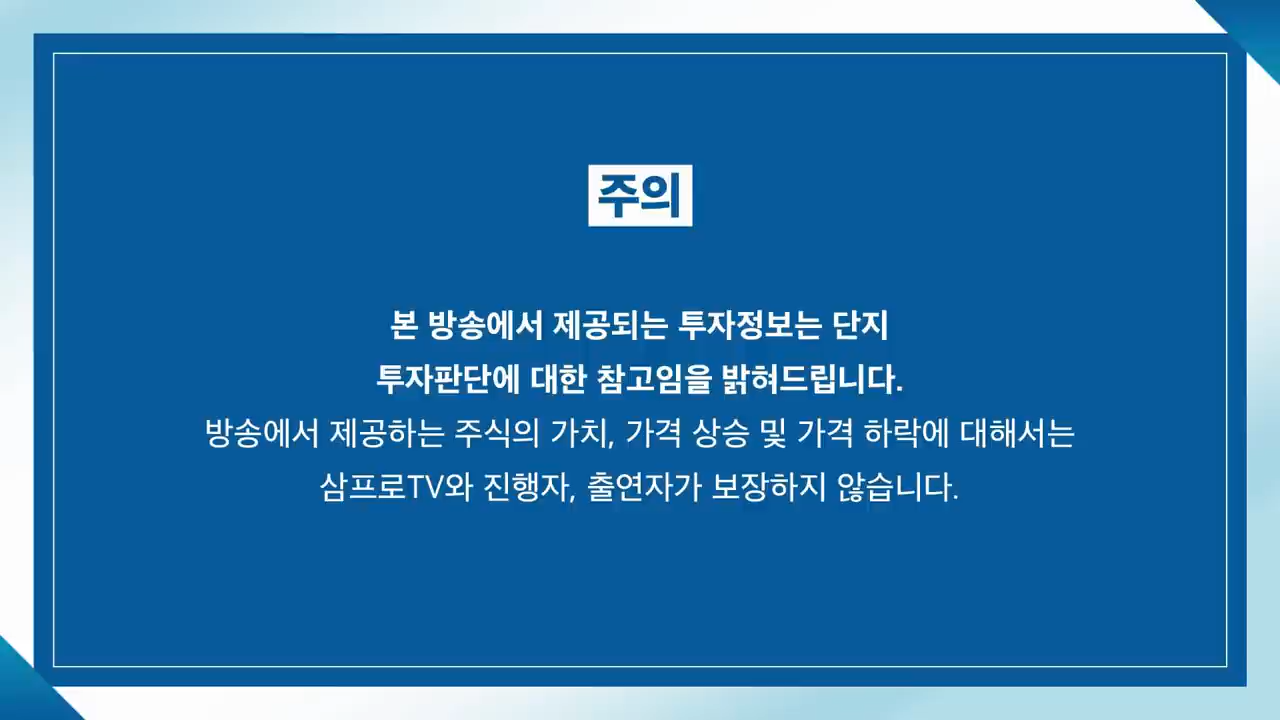 주의
본 방송에서 제공되는 투자정보는 단지
투자판단에 대한 참고임을 밝혀드립니다.
방송에서 제공하는 주식의 가치, 가격 상승 및 가격 하락에 대해서는
삼프로TV와 진행자, 출연자가 보장하지 않습니다.